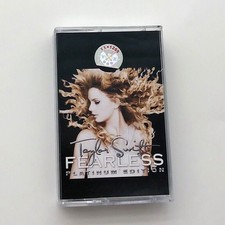 Taylor Swift
FEARLESS
PLATINUM EDITION